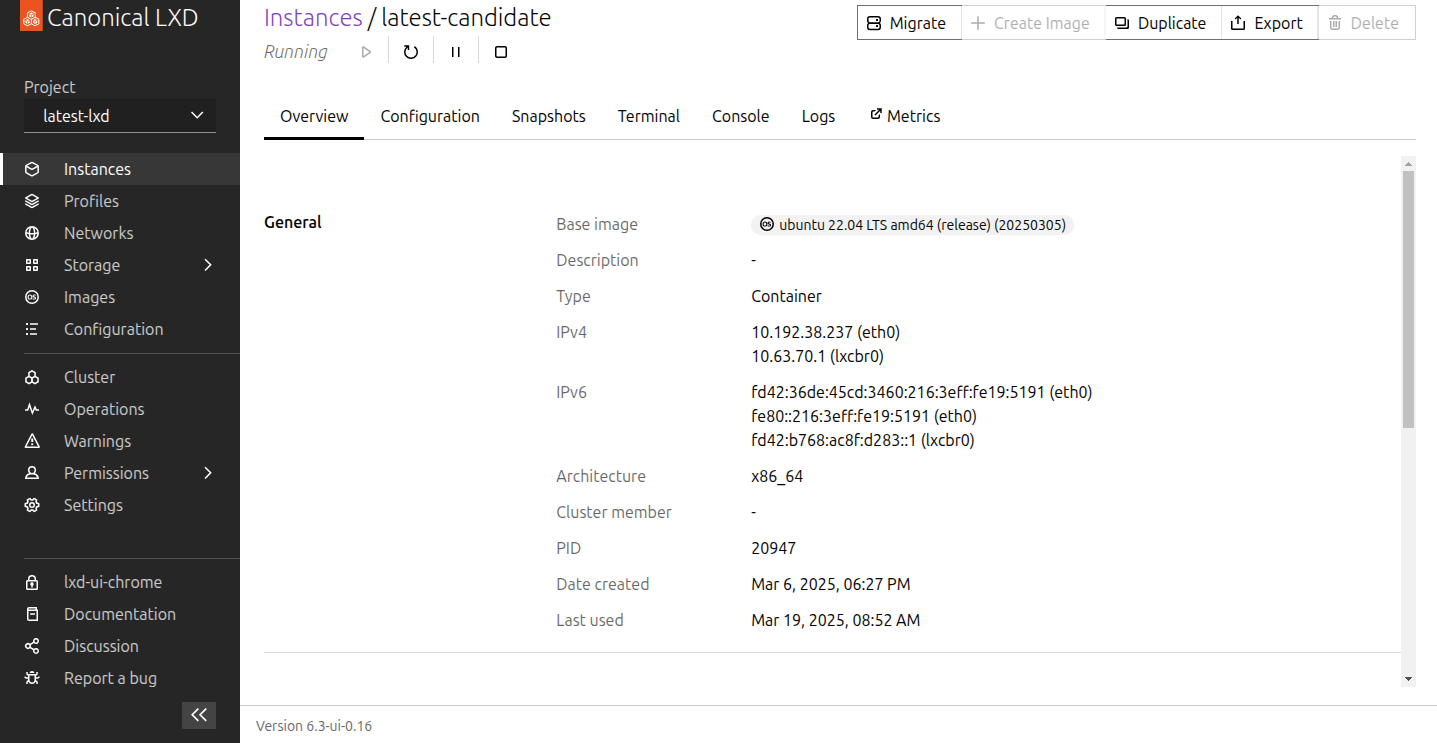 Canonical LXD
Project
latest-lxd
Instances
Profiles
Networks
Storage
Images
Configuration
Cluster
Operations
Warnings
Permissions
Settings
lxd-ui-chrome
Documentation
Discussion
Report a bug
Instances / latest-candidate
Running
Migrate Create Image Duplicate Export Delete
Overview Configuration Snapshots Terminal Console Logs Metrics
General
Base image OS ubuntu 22.04 LTS amd64 (release) (20250305)
Description -
Type Container
IPv4 10.192.38.237 (eth0)
10.63.70.1 (lxcbr0)
IPv6 fd42:36de:45cd:3460:216:3eff:fe19:5191 (eth0)
fe80::216:3eff:fe19:5191 (eth0)
fd42:b768:ac8f:d283::1 (lxcbr0)
Architecture x86_64
Cluster member -
PID 20947
Date created Mar 6, 2025, 06:27 PM
Last used Mar 19, 2025, 08:52 AM
Version 6.3-ui-0.16